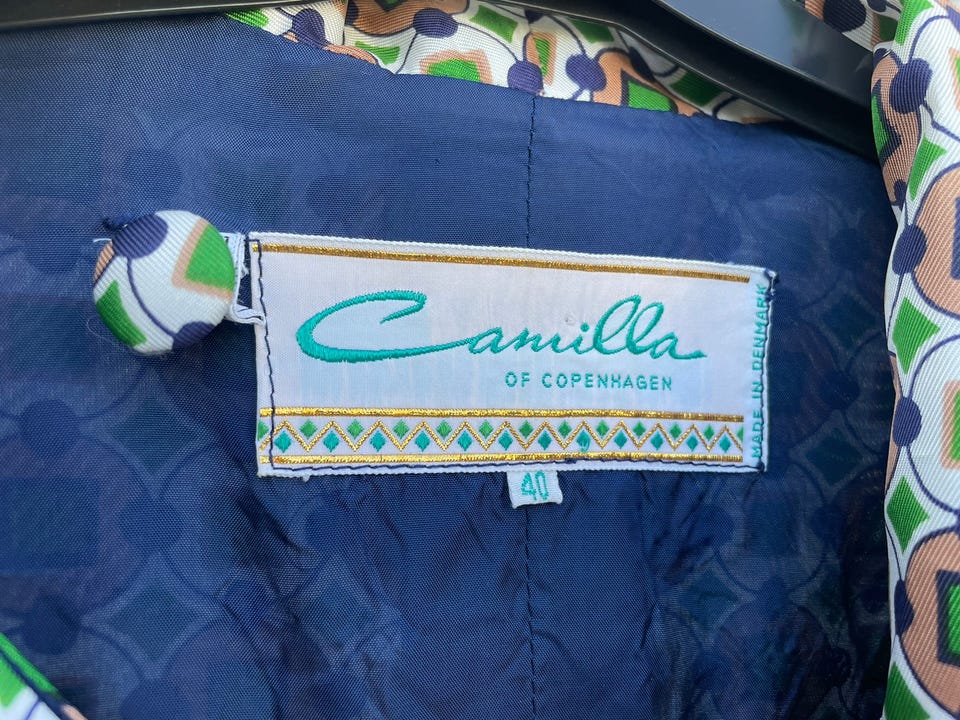 Camilla
OF COPENHAGEN
MADE IN DENMARK
40